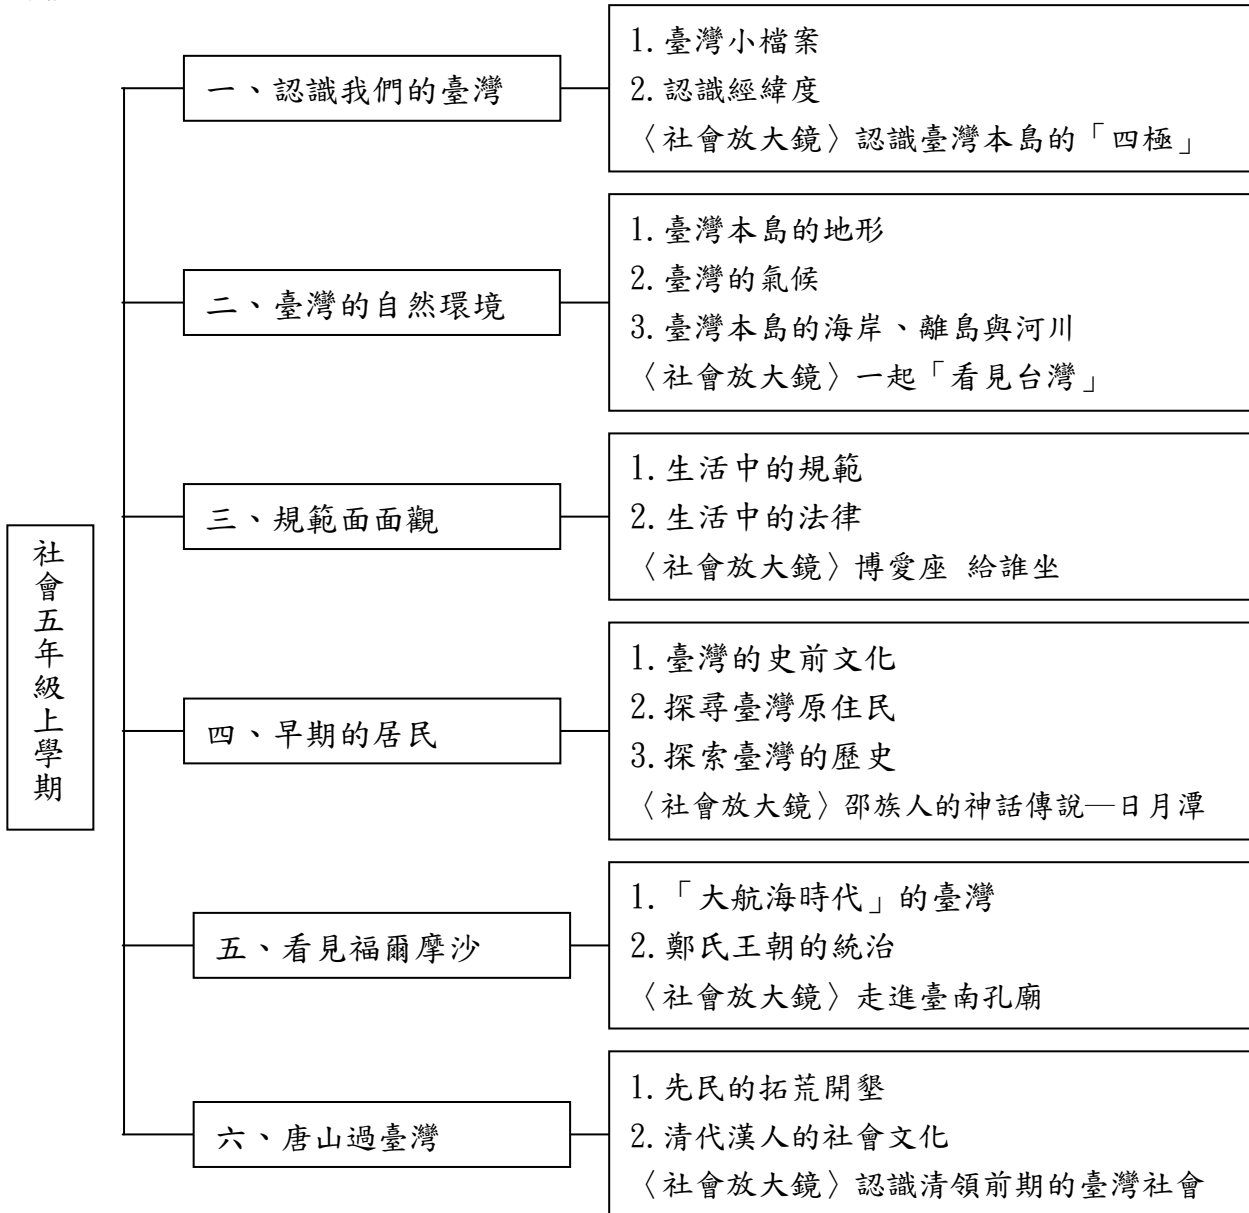 社會五年級上學期
一、認識我們的臺灣
1.臺灣小檔案
2.認識經緯度
〈社會放大鏡〉認識臺灣本島的「四極」
二、臺灣的自然環境
1.臺灣本島的地形
2.臺灣的氣候
3.臺灣本島的海岸、離島與河川
〈社會放大鏡〉一起「看見台灣」
三、規範面面觀
1.生活中的規範
2.生活中的法律
〈社會放大鏡〉博愛座 給誰坐
四、早期的居民
1.臺灣的史前文化
2.探尋臺灣原住民
3.探索臺灣的歷史
〈社會放大鏡〉邵族人的神話傳說—日月潭
五、看見福爾摩沙
1.「大航海時代」的臺灣
2.鄭氏王朝的統治
〈社會放大鏡〉走進臺南孔廟
六、唐山過臺灣
1.先民的拓荒開墾
2.清代漢人的社會文化
〈社會放大鏡〉認識清領前期的臺灣社會